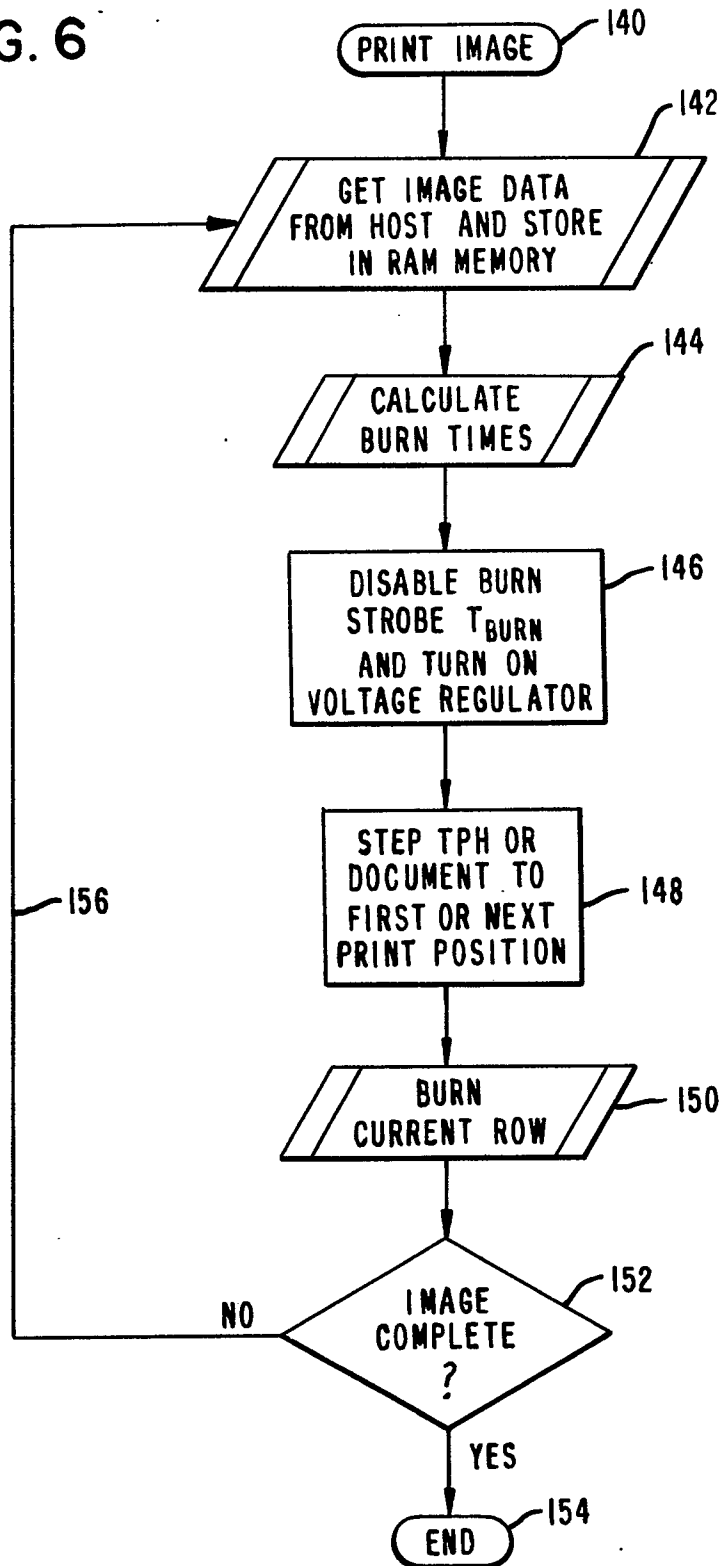 G. 6
PRINT IMAGE
140
142
GET IMAGE DATA
FROM HOST AND STORE
IN RAM MEMORY
144
CALCULATE
BURN TIMES
146
DISABLE BURN
STROBE TBURN
AND TURN ON
VOLTAGE REGULATOR
148
STEP TPH OR
DOCUMENT TO
FIRST OR NEXT
PRINT POSITION
156
BURN
CURRENT ROW
150
152
IMAGE
COMPLETE
?
NO
YES
154
END